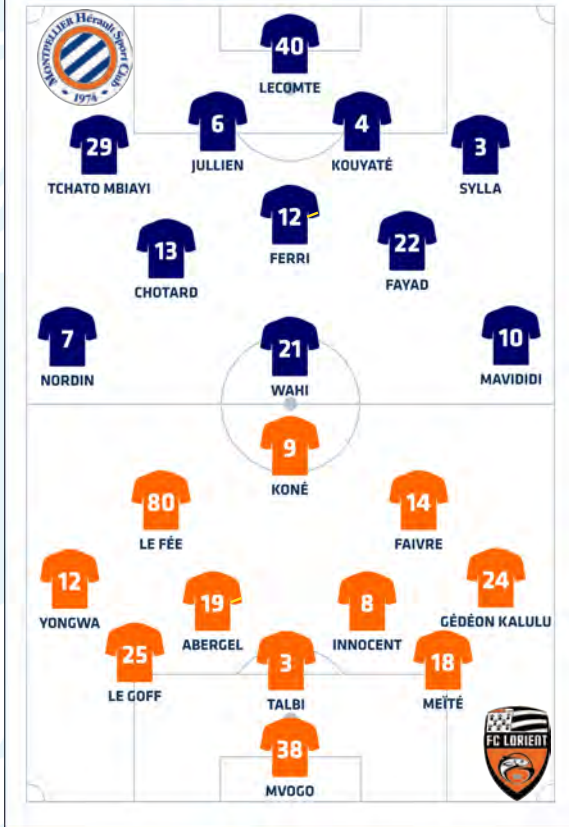 MONTPELLIER Hérault Sport Club
1974
40
LECOMTE
6
JULLIEN
4
KOUYATÉ
29
TCHATO MBIAYI
3
SYLLA
12
FERRI
13
CHOTARD
22
FAYAD
7
NORDIN
21
WAHI
10
MAVIDIDI
9
KONÉ
80
LE FÉE
14
FAIVRE
12
YONGWA
19
ABERGEL
8
INNOCENT
24
GÉDÉON KALULU
25
LE GOFF
3
TALBI
18
MEÏTÉ
38
MVOGO
FC LORIENT